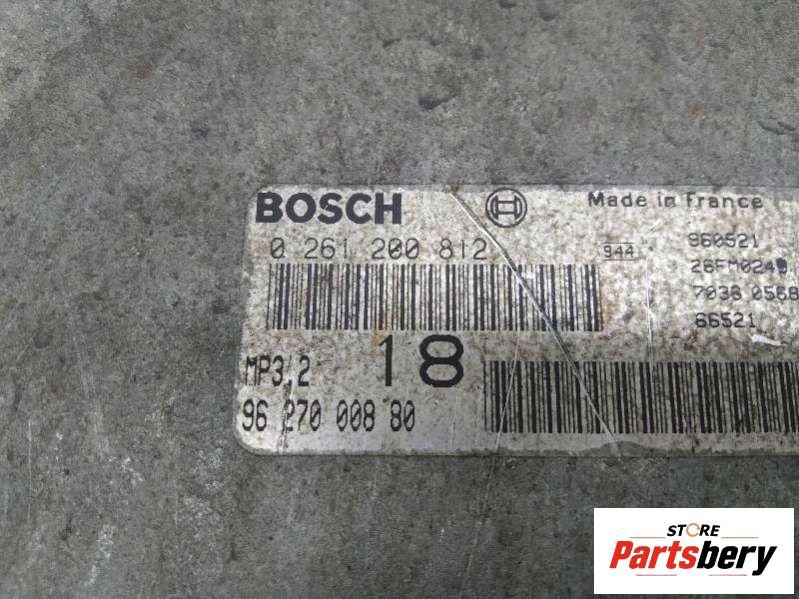 BOSCH
Made in France
0 261 200 812
944
960521
26FM0249
7036 0568
66521
MP3.2
18
96 270 008 80
STORE
Partsbery